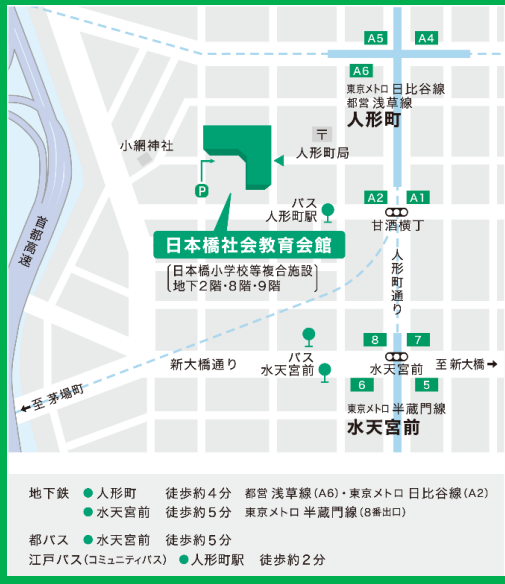 A5
A4
A6
東京メトロ 日比谷線
都営 浅草線
人形町
〒
人形町局
小網神社
P
バス
人形町駅
A2
A1
甘酒横丁
日本橋社会教育会館
日本橋小学校等複合施設
地下2階・8階・9階
人形町通り
首都高速
8
7
新大橋通り
バス
水天宮前
水天宮前
至 新大橋→
6
5
←至 茅場町
東京メトロ 半蔵門線
水天宮前
地下鉄 ●人形町 徒歩約4分 都営 浅草線(A6)・東京メトロ 日比谷線(A2)
●水天宮前 徒歩約5分 東京メトロ 半蔵門線(8番出口)
都バス ●水天宮前 徒歩約5分
江戸バス(コミュニティバス) ●人形町駅 徒歩約2分